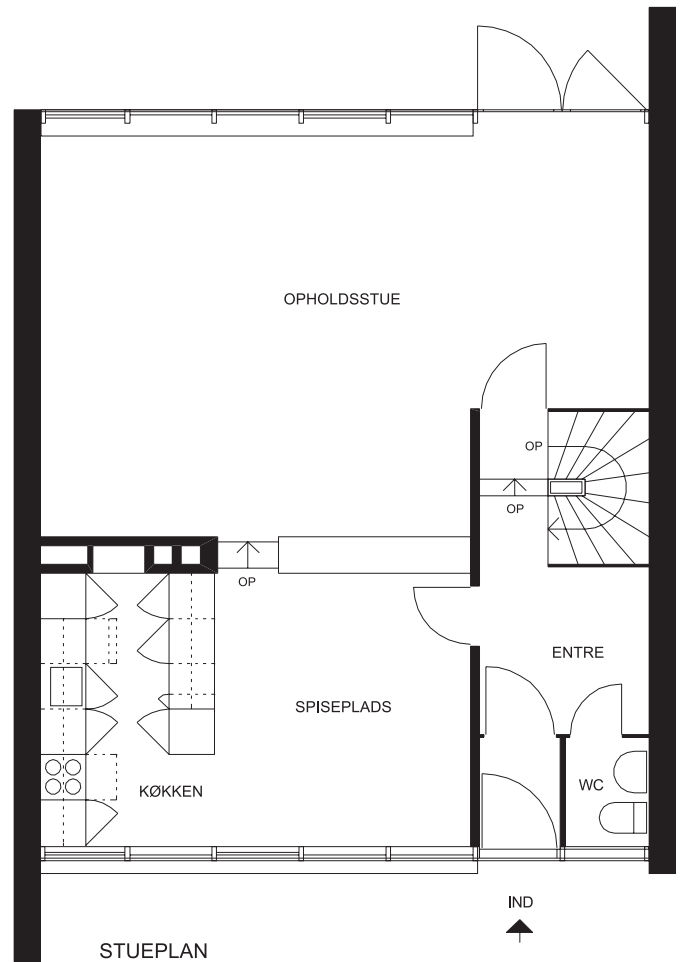 OPHOLDSSTUE
OP
OP
OP
ENTRE
SPISEPLADS
WC
KØKKEN
IND
STUEPLAN